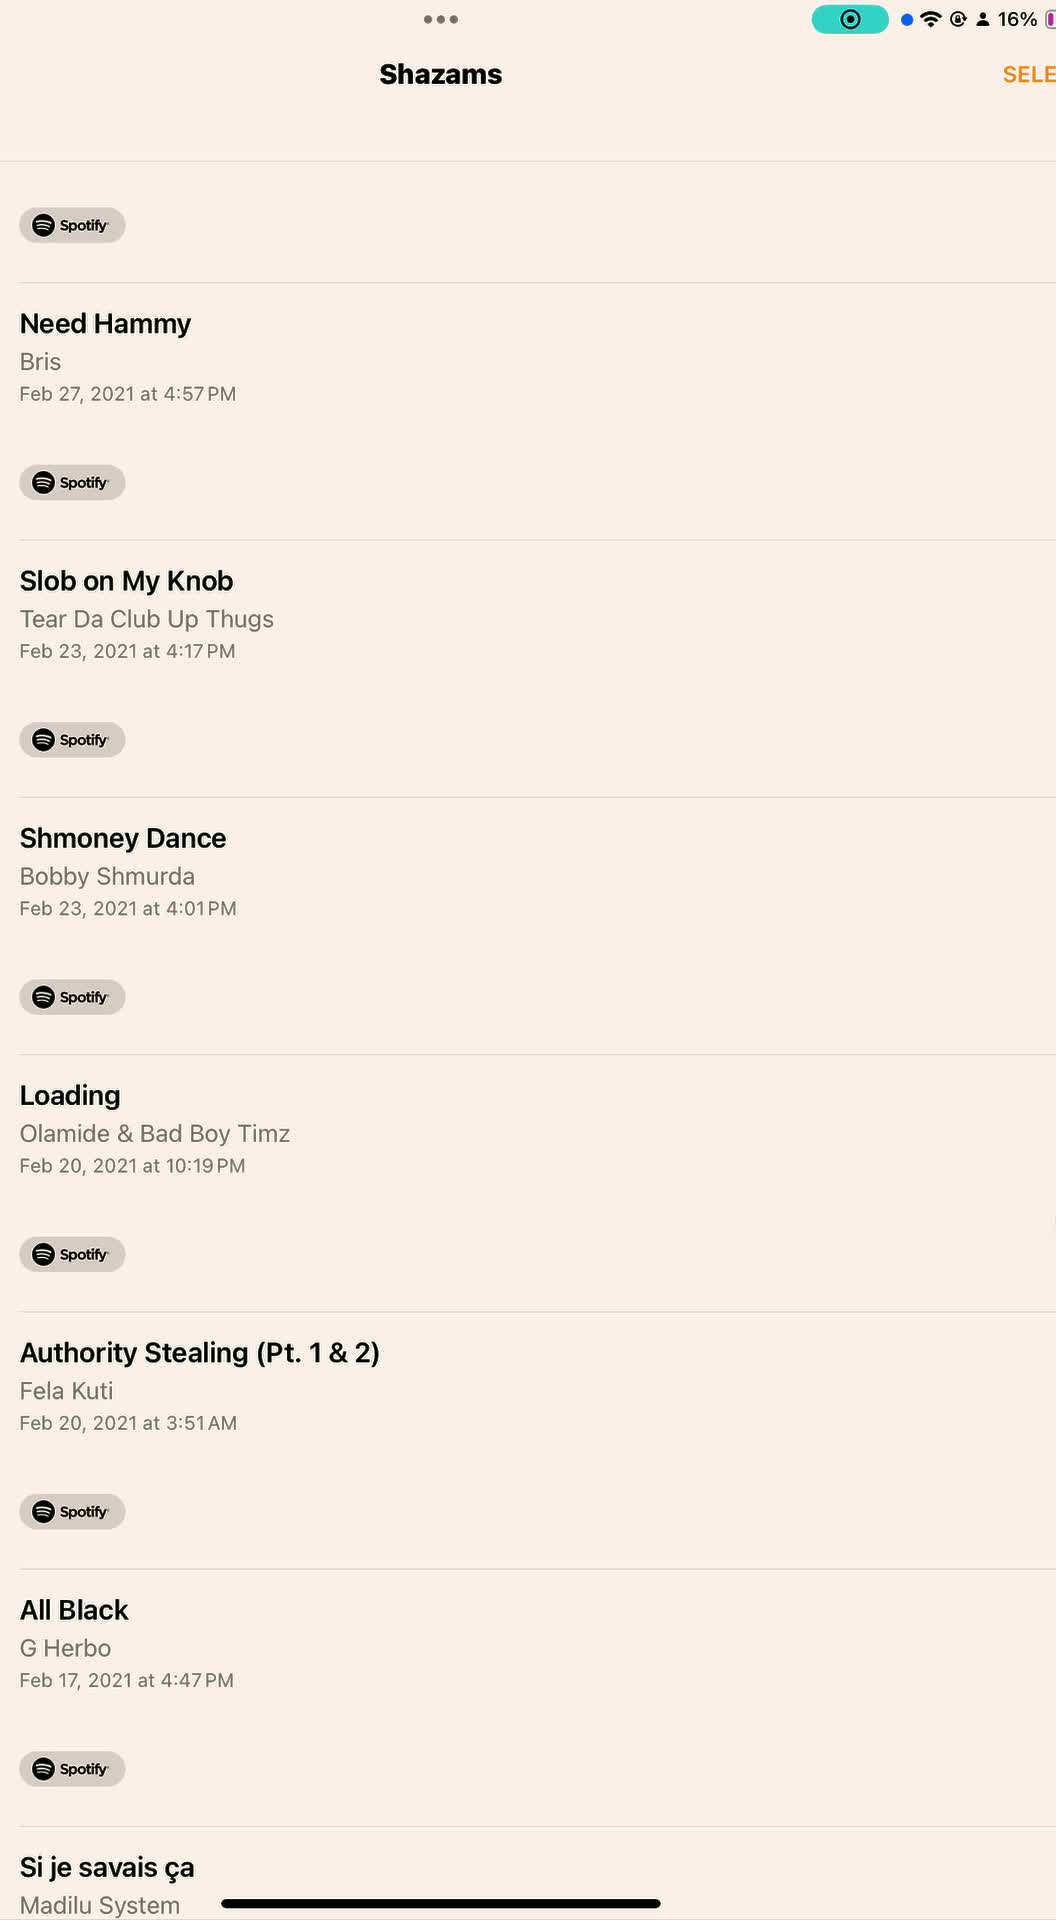 16%
Shazams
SELE
Spotify
Need Hammy
Bris
Feb 27, 2021 at 4:57 PM
Spotify
Slob on My Knob
Tear Da Club Up Thugs
Feb 23, 2021 at 4:17 PM
Spotify
Shmoney Dance
Bobby Shmurda
Feb 23, 2021 at 4:01 PM
Spotify
Loading
Olamide & Bad Boy Timz
Feb 20, 2021 at 10:19 PM
Spotify
Authority Stealing (Pt. 1 & 2)
Fela Kuti
Feb 20, 2021 at 3:51 AM
Spotify
All Black
G Herbo
Feb 17, 2021 at 4:47 PM
Spotify
Si je savais ça
Madilu System